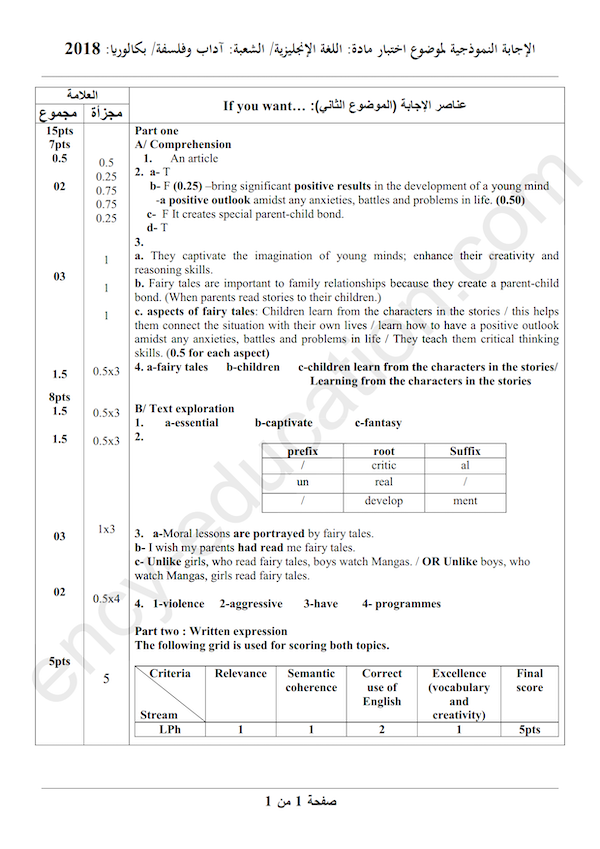 الإجابة النموذجية لموضوع اختبار مادة: اللغة الإنجليزية/ الشعبة: آداب وفلسفة/ بكالوريا: 2018
العلامة
عناصر الإجابة (الموضوع الثاني): If you want…
مجموع مجزأة
15pts Part one
7pts A/ Comprehension
0.5 0.5 1. An article
0.25 2. a- T
02 0.75 b- F (0.25) –bring significant positive results in the development of a young mind
0.75 -a positive outlook amidst any anxieties, battles and problems in life. (0.50)
0.25 c- F It creates special parent-child bond.
d- T
3.
1 a. They captivate the imagination of young minds; enhance their creativity and
reasoning skills.
03 1 b. Fairy tales are important to family relationships because they create a parent-child
bond. (When parents read stories to their children.)
1 c. aspects of fairy tales: Children learn from the characters in the stories / this helps
them connect the situation with their own lives / learn how to have a positive outlook
amidst any anxieties, battles and problems in life / They teach them critical thinking
skills. (0.5 for each aspect)
1.5 0.5x3 4. a-fairy tales b-children c-children learn from the characters in the stories/
Learning from the characters in the stories
8pts
1.5 0.5x3 B/ Text exploration
1. a-essential b-captivate c-fantasy
1.5 0.5x3 2.
prefix root Suffix
/ critic al
un real /
/ develop ment
03 1x3 3. a-Moral lessons are portrayed by fairy tales.
b- I wish my parents had read me fairy tales.
c- Unlike girls, who read fairy tales, boys watch Mangas. / OR Unlike boys, who
watch Mangas, girls read fairy tales.
02 0.5x4 4. 1-violence 2-aggressive 3-have 4- programmes
Part two : Written expression
The following grid is used for scoring both topics.
5pts
5
Criteria Relevance Semantic Correct Excellence Final
coherence use of (vocabulary score
English and
Stream creativity)
LPh 1 1 2 1 5pts
صفحة 1 من 1
ency-education.com